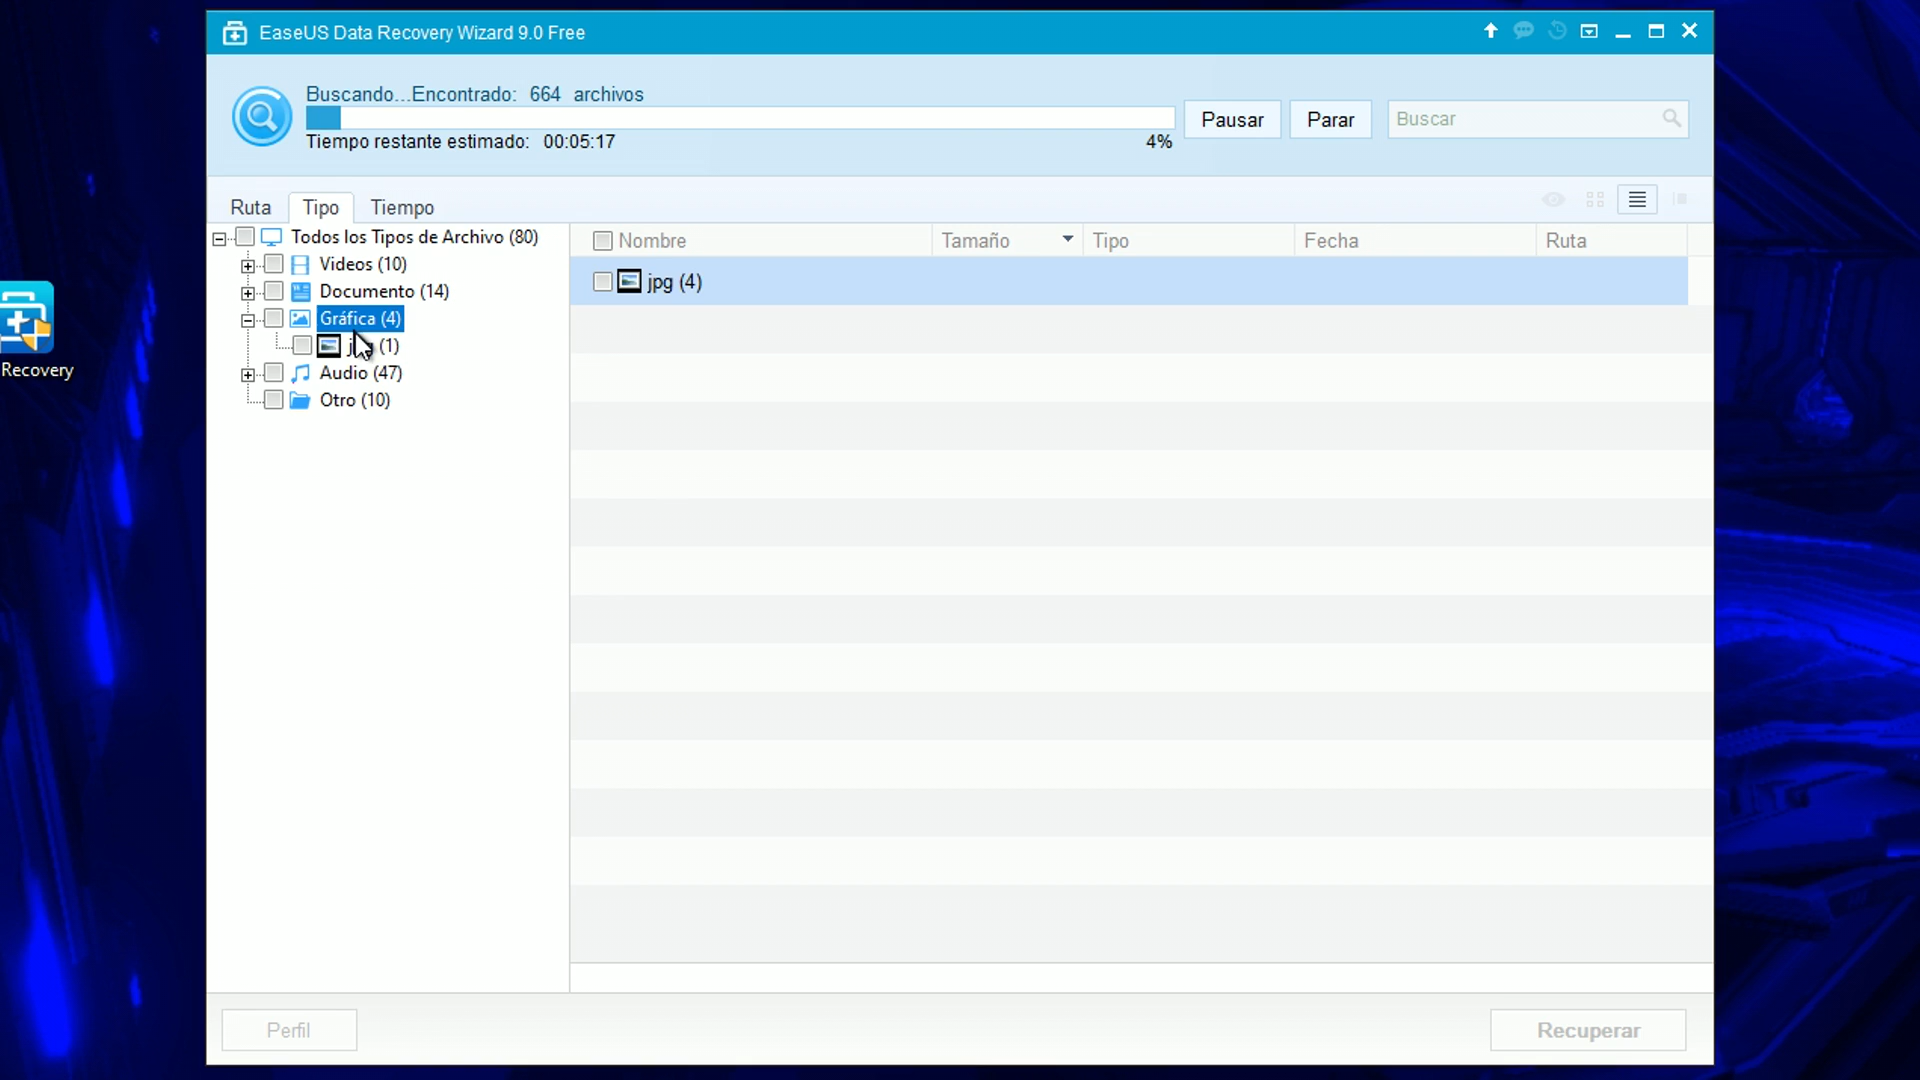 EaseUS Data Recovery Wizard 9.0 Free
Buscando...Encontrado: 664 archivos
Tiempo restante estimado: 00:05:17
4%
Pausar
Parar
Buscar
Ruta
Tipo
Tiempo
Todos los Tipos de Archivo (80)
Videos (10)
Documento (14)
Gráfica (4)
(1)
Audio (47)
Otro (10)
Nombre
Tamaño
Tipo
Fecha
Ruta
jpg (4)
Recovery
Perfil
Recuperar